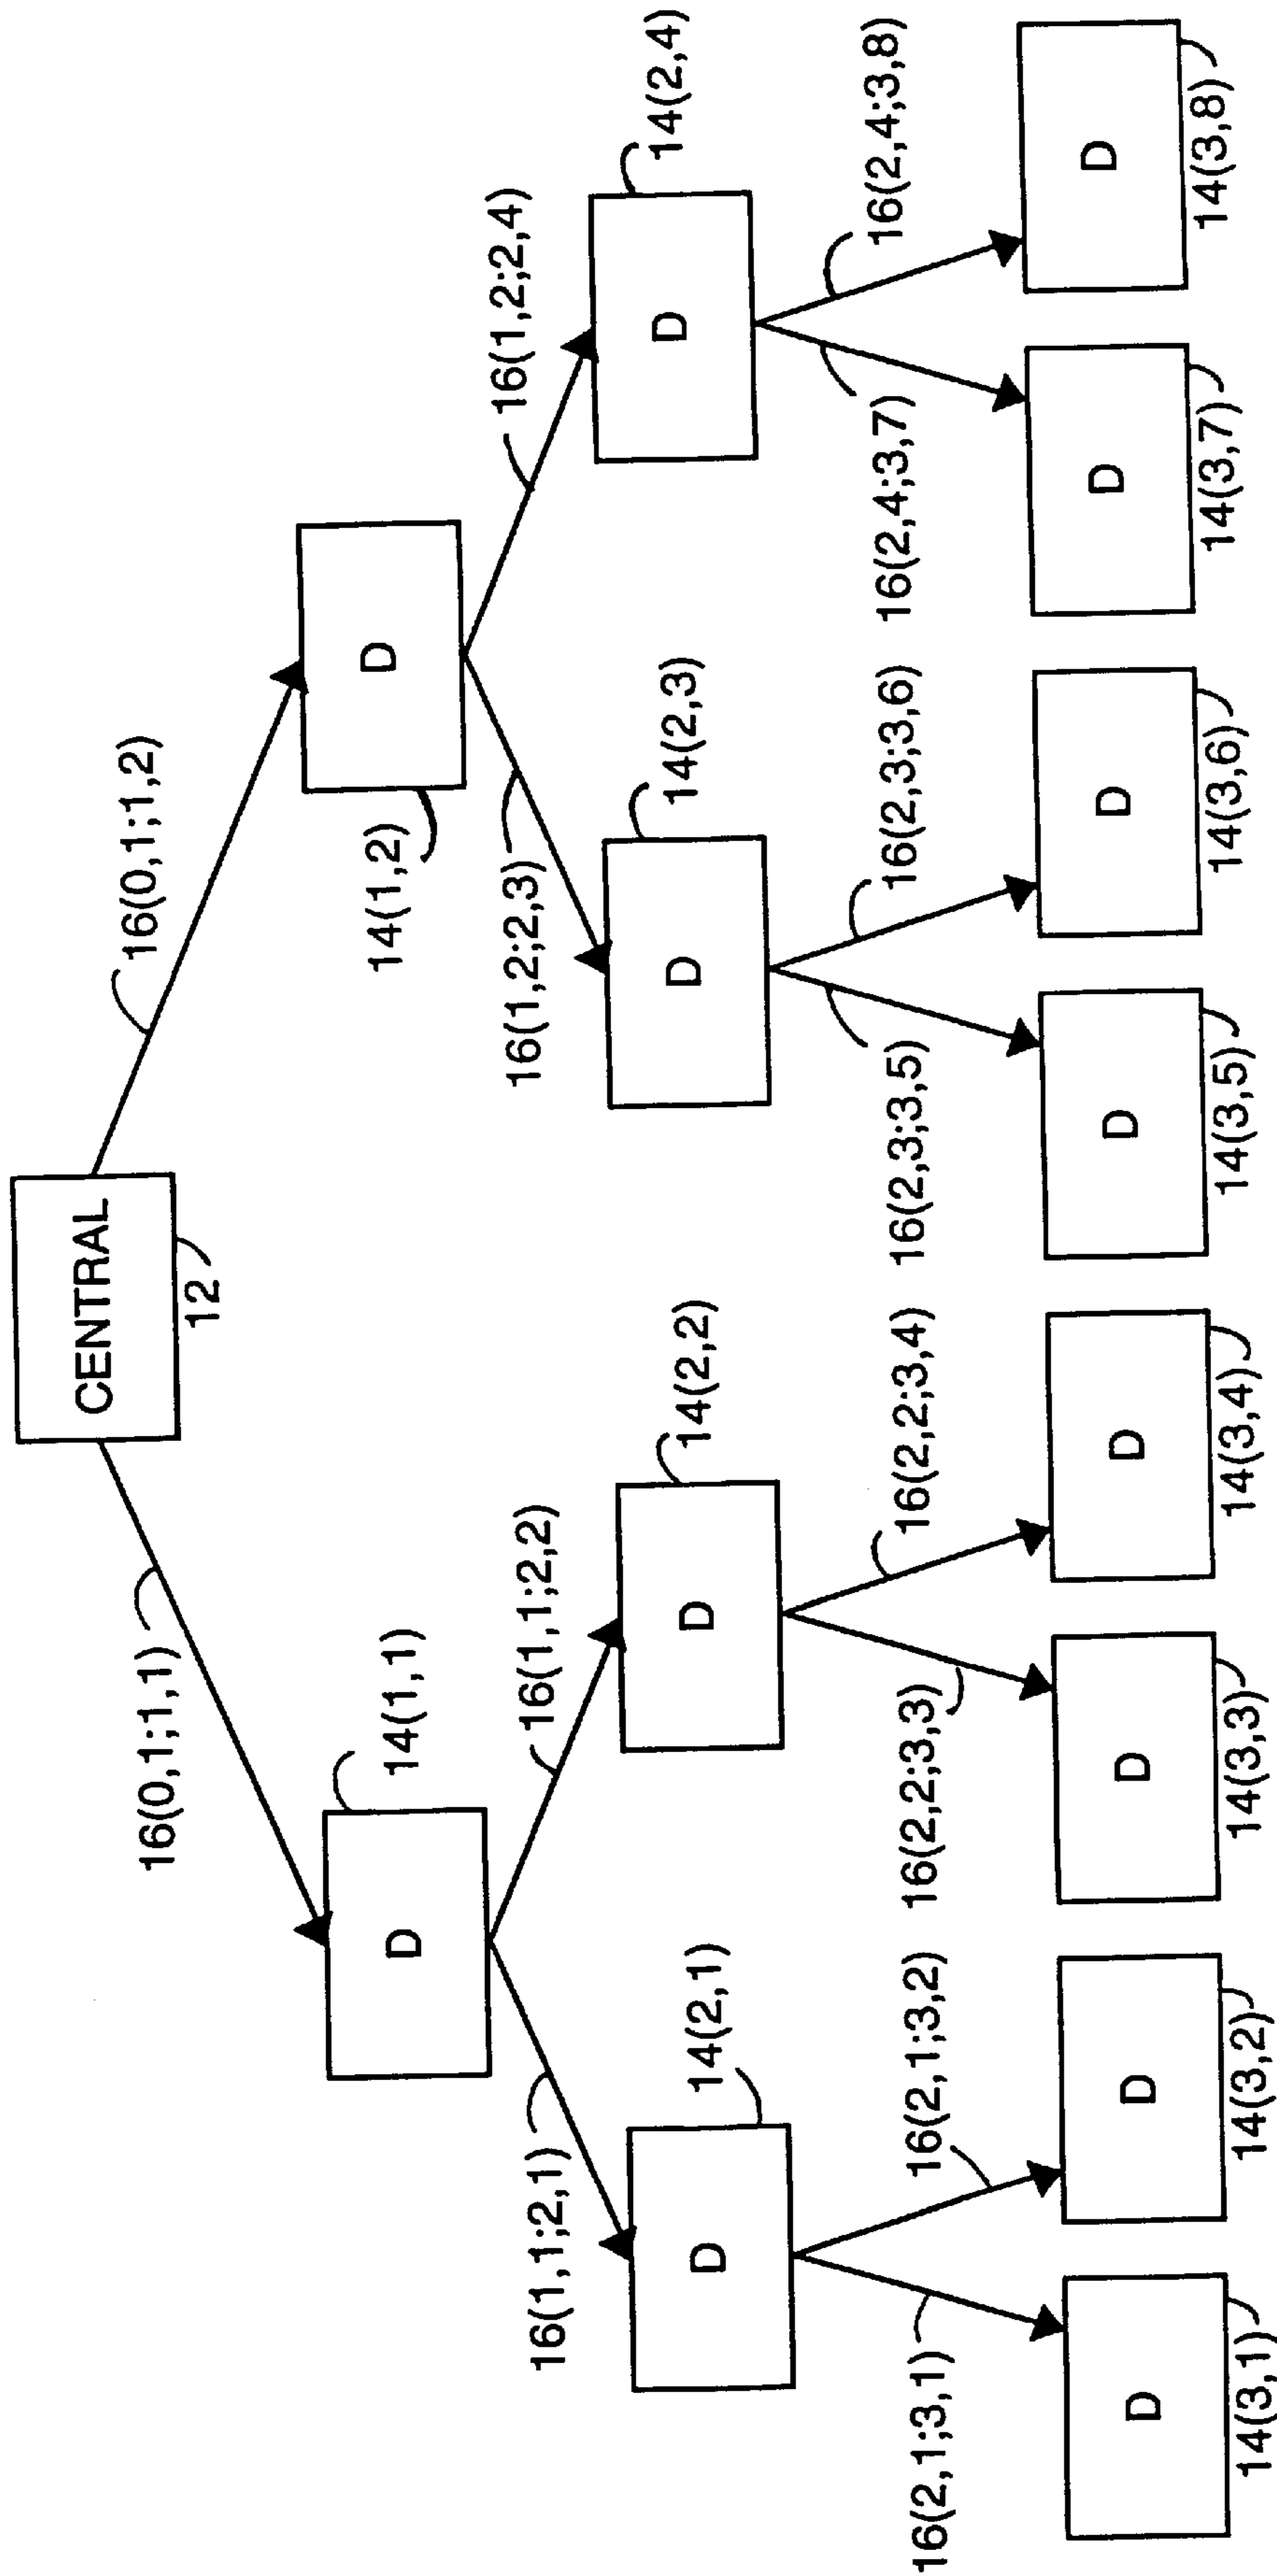 CENTRAL
12
16(0,1;1,1)
16(0,1;1,2)
D
14(1,1)
D
14(1,2)
16(1,1;2,1)
16(1,1;2,2)
16(1,2;2,3)
16(1,2;2,4)
D
14(2,1)
D
14(2,2)
D
14(2,3)
D
14(2,4)
16(2,1;3,1)
16(2,1;3,2)
16(2,2;3,3)
16(2,2;3,4)
16(2,3;3,5)
16(2,3;3,6)
16(2,4;3,7)
16(2,4;3,8)
D
D
D
D
D
D
D
D
14(3,1)
14(3,2)
14(3,3)
14(3,4)
14(3,5)
14(3,6)
14(3,7)
14(3,8)